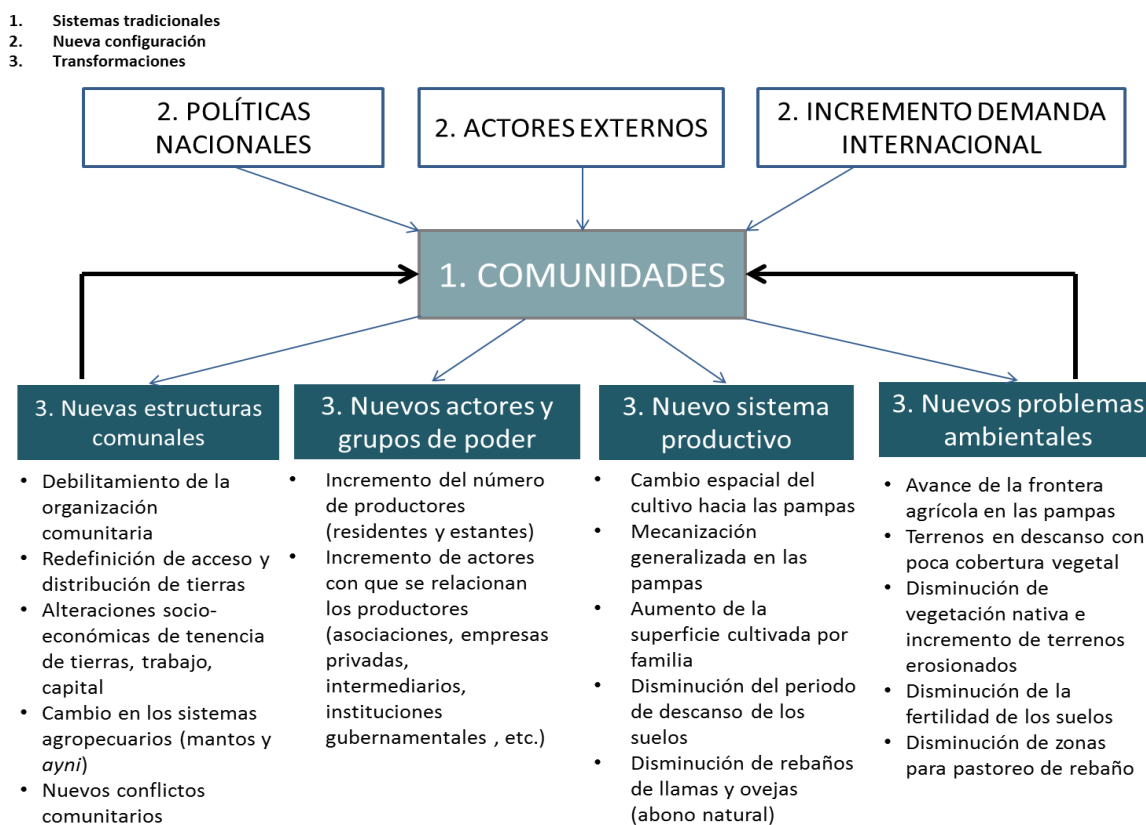 1. Sistemas tradicionales
2. Nueva configuración
3. Transformaciones
2. POLÍTICAS
NACIONALES
2. ACTORES EXTERNOS
2. INCREMENTO DEMANDA
INTERNACIONAL
1. COMUNIDADES
3. Nuevas estructuras
comunales
• Debilitamiento de la
organización
comunitaria
• Redefinición de acceso y
distribución de tierras
• Alteraciones socio-
económicas de tenencia
de tierras, trabajo,
capital
• Cambio en los sistemas
agropecuarios (mantos y
ayni)
• Nuevos conflictos
comunitarios
3. Nuevos actores y
grupos de poder
• Incremento del número
de productores
(residentes y estantes)
• Incremento de actores
con que se relacionan
los productores
(asociaciones, empresas
privadas,
intermediarios,
instituciones
gubernamentales , etc.)
3. Nuevo sistema
productivo
• Cambio espacial del
cultivo hacia las pampas
• Mecanización
generalizada en las
pampas
• Aumento de la
superficie cultivada por
familia
• Disminución del periodo
de descanso de los
suelos
• Disminución de rebaños
de llamas y ovejas
(abono natural)
3. Nuevos problemas
ambientales
• Avance de la frontera
agrícola en las pampas
• Terrenos en descanso con
poca cobertura vegetal
• Disminución de
vegetación nativa e
incremento de terrenos
erosionados
• Disminución de la
fertilidad de los suelos
• Disminución de zonas
para pastoreo de rebaño